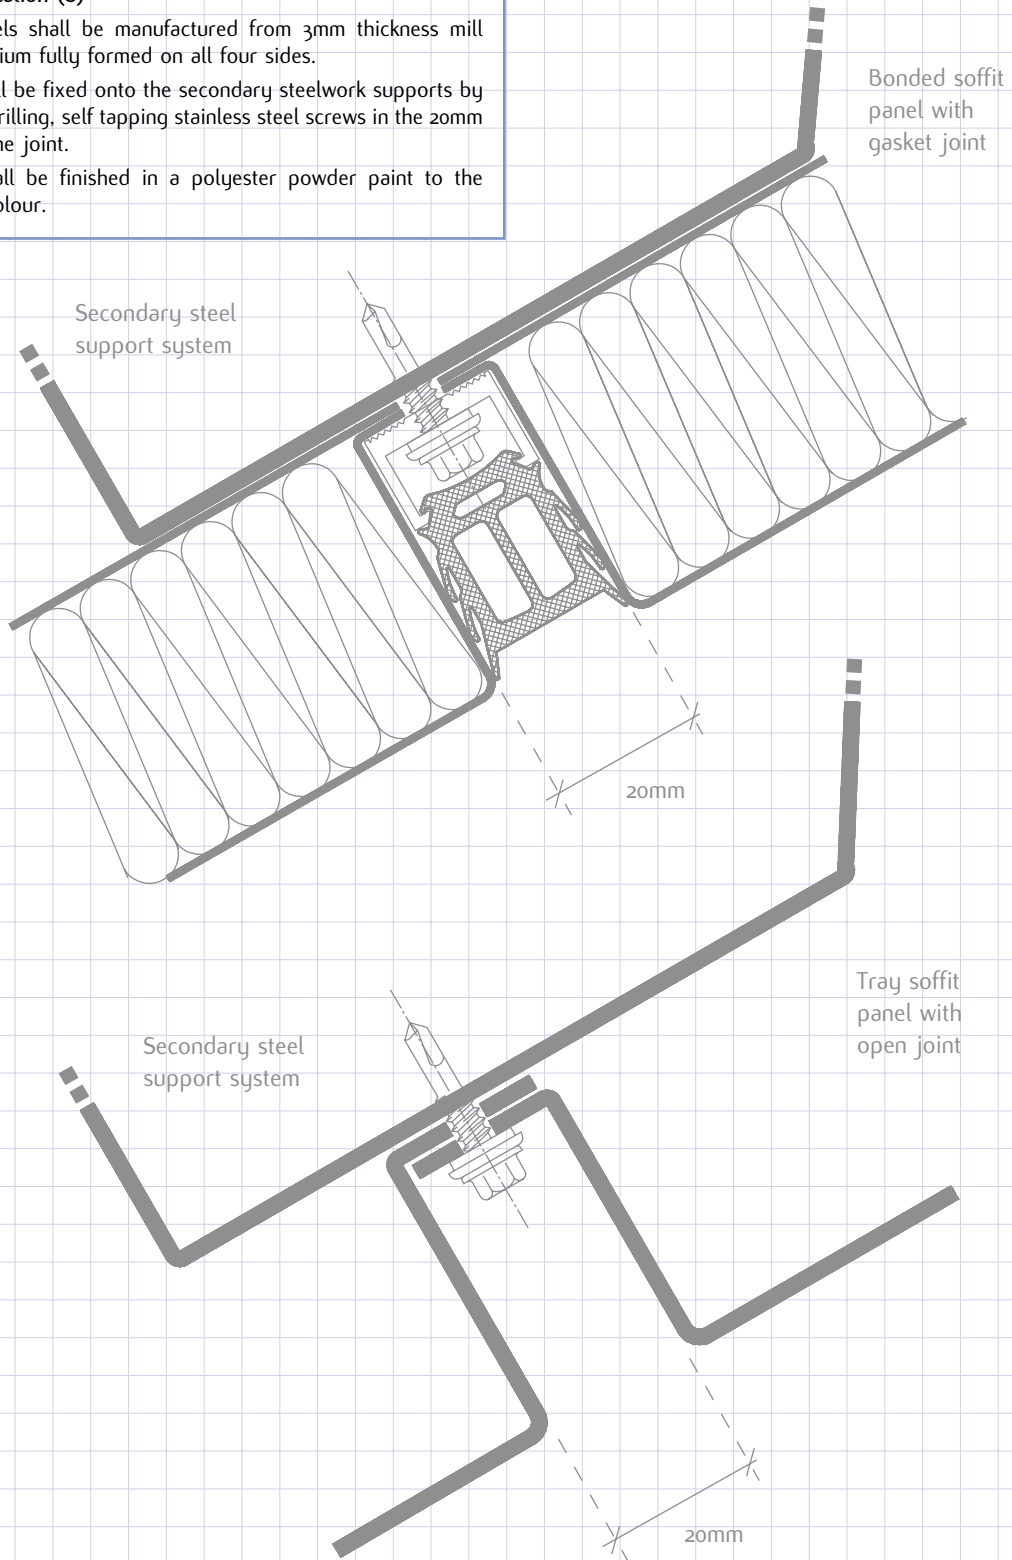 els shall be manufactured from 3mm thickness mill
ium fully formed on all four sides.
ll be fixed onto the secondary steelwork supports by
rilling, self tapping stainless steel screws in the 20mm
ne joint.
all be finished in a polyester powder paint to the
olour.
Bonded soffit
panel with
gasket joint
Secondary steel
support system
20mm
Tray soffit
panel with
open joint
Secondary steel
support system
20mm